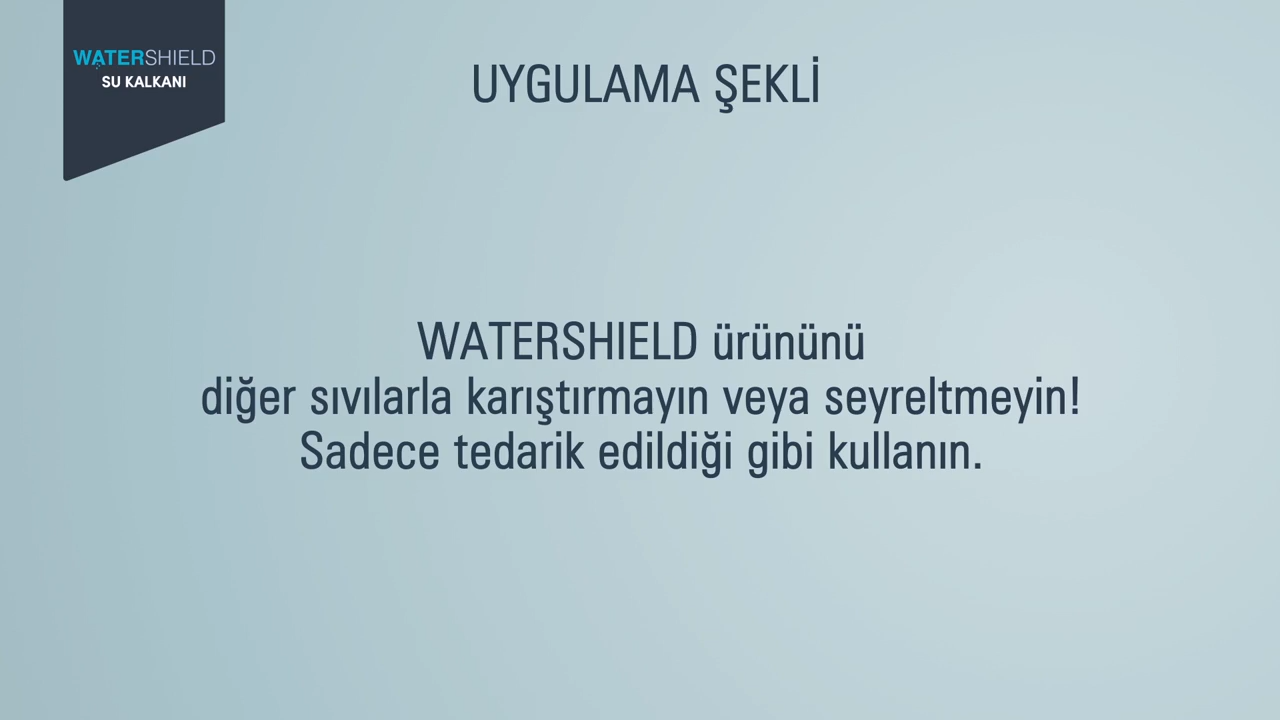 WATERSHIELD
SU KALKANI
UYGULAMA ŞEKLİ
WATERSHIELD ürününü
diğer sıvılarla karıştırmayın veya seyreltmeyin!
Sadece tedarik edildiği gibi kullanın.